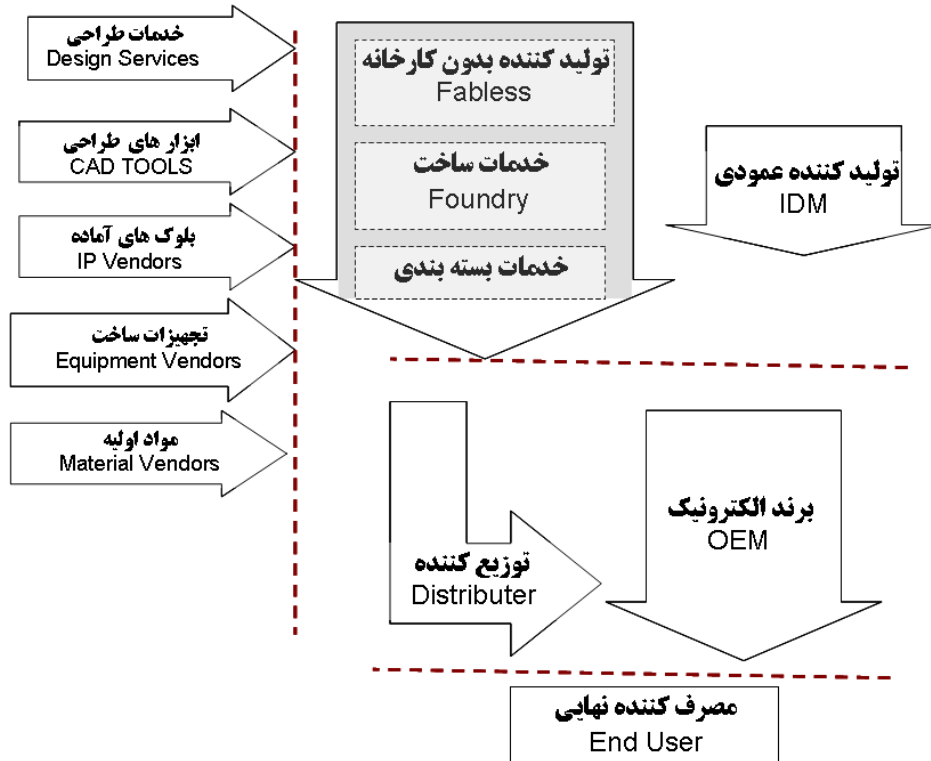 خدمات طراحی
Design Services
ابزار های طراحی
CAD TOOLS
بلوک های آماده
IP Vendors
تجهیزات ساخت
Equipment Vendors
مواد اولیه
Material Vendors
تولید کننده بدون کارخانه
Fabless
خدمات ساخت
Foundry
خدمات بسته بندی
تولید کننده عمودی
IDM
توزیع کننده
Distributer
برند الکترونیک
OEM
مصرف کننده نهایی
End User